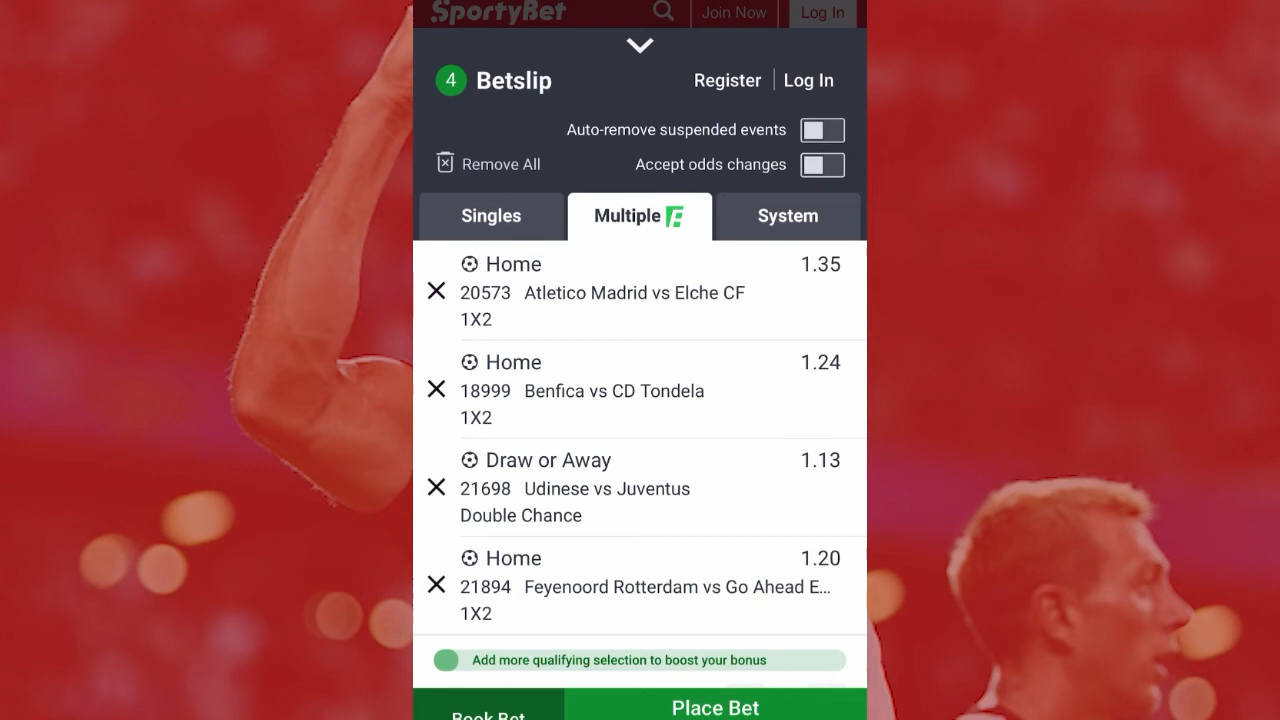 SportyBet Join Now Log In
4 Betslip Register Log In
Auto-remove suspended events
Remove All Accept odds changes
Singles Multiple System
Home 1.35
20573 Atletico Madrid vs Elche CF
1X2
Home 1.24
18999 Benfica vs CD Tondela
1X2
Draw or Away 1.13
21698 Udinese vs Juventus
Double Chance
Home 1.20
21894 Feyenoord Rotterdam vs Go Ahead E...
1X2
Add more qualifying selection to boost your bonus
Book Bet Place Bet